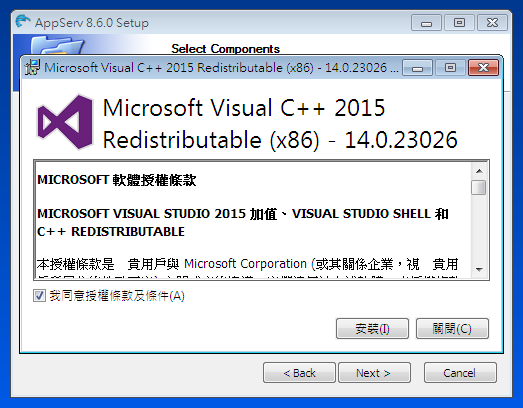 AppServ 8.6.0 Setup
Select Components
Microsoft Visual C++ 2015 Redistributable (x86) - 14.0.23026 ...
Microsoft Visual C++ 2015
Redistributable (x86) - 14.0.23026
MICROSOFT 軟體授權條款
MICROSOFT VISUAL STUDIO 2015 加值、VISUAL STUDIO SHELL 和
C++ REDISTRIBUTABLE
本授權條款是 貴用戶與 Microsoft Corporation (或其關係企業，視 貴用
我同意授權條款及條件(A)
安裝(I)
關閉(C)
< Back
Next >
Cancel